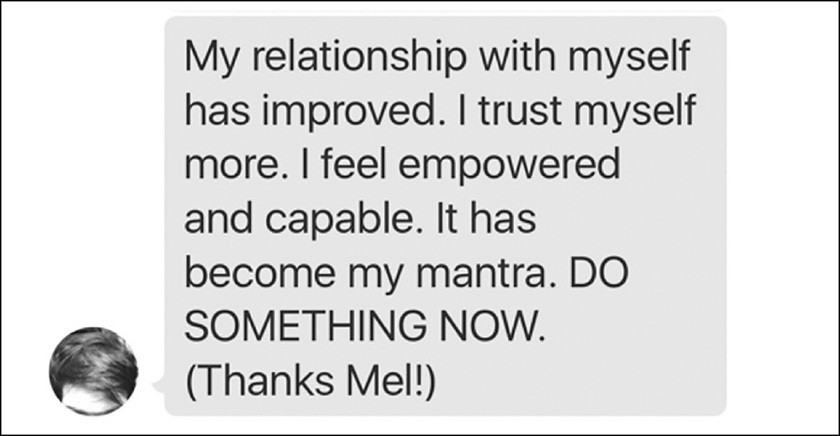 My relationship with myself
has improved. I trust myself
more. I feel empowered
and capable. It has
become my mantra. DO
SOMETHING NOW.
(Thanks Mel!)